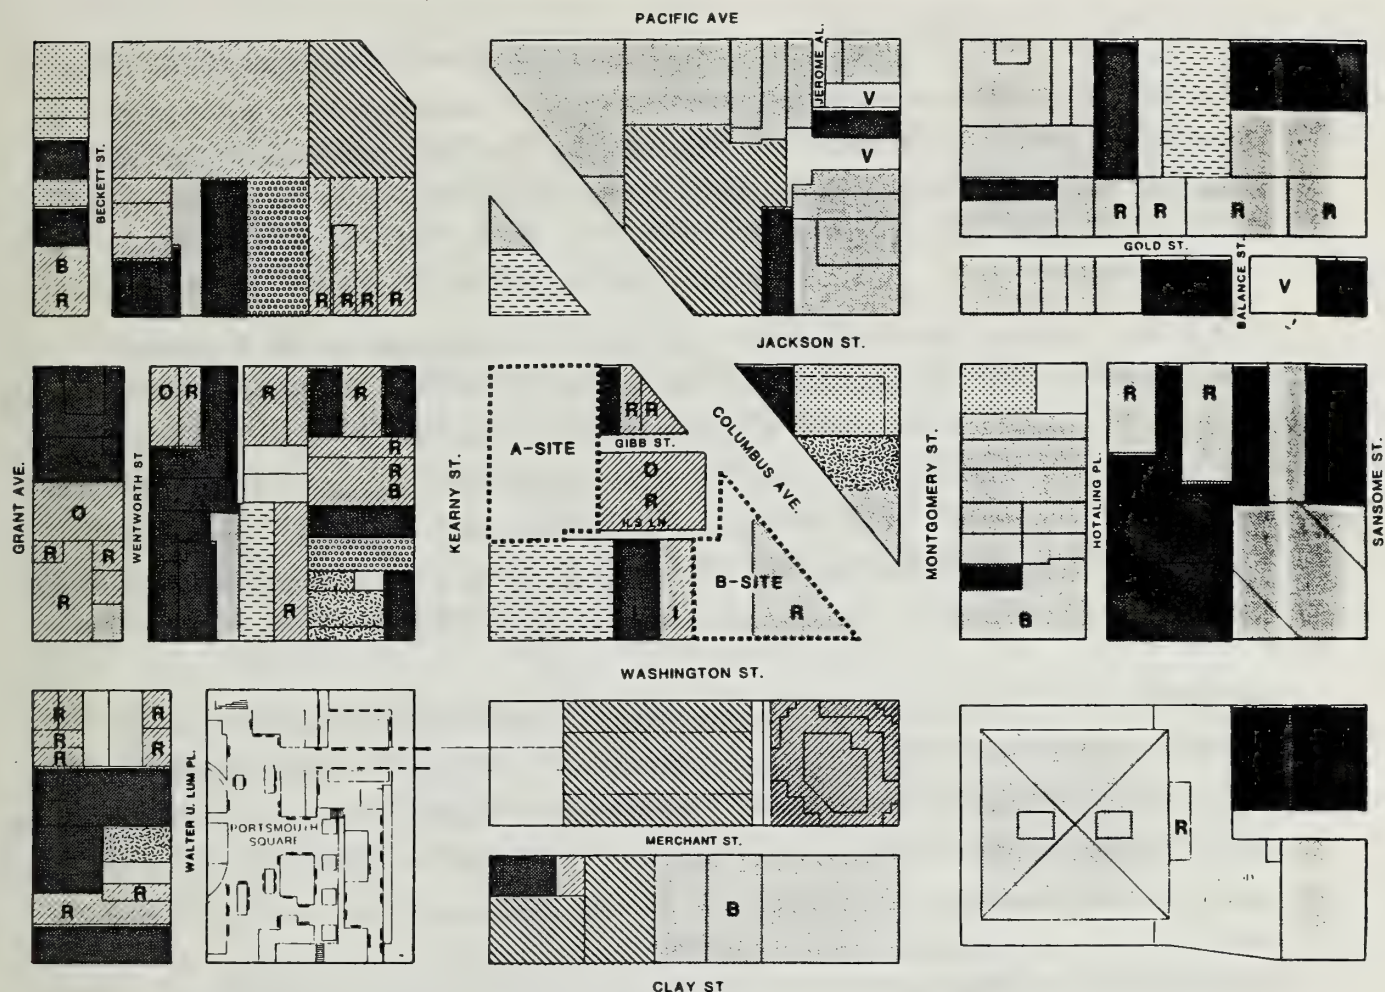 PACIFIC AVE
JEROME AL.
V
V
BECKETT ST.
B
R
R R R R
R R R R
GOLD ST.
BALANCE ST.
V
JACKSON ST.
GRANT AVE.
O
R R
R
WENTWORTH ST
O R
R
R
R
R
B
R
KEARNY ST.
A-SITE
R R
GIBB ST.
O
R
COLUMBUS AVE.
B-SITE
I I
R
MONTGOMERY ST.
B
HOTALING PL.
R
R
SANSOME ST.
WASHINGTON ST.
R R
R R
R
R
R
WALTER U. LUM PL.
PORTSMOUTH
SQUARE
MERCHANT ST.
B
R
CLAY ST